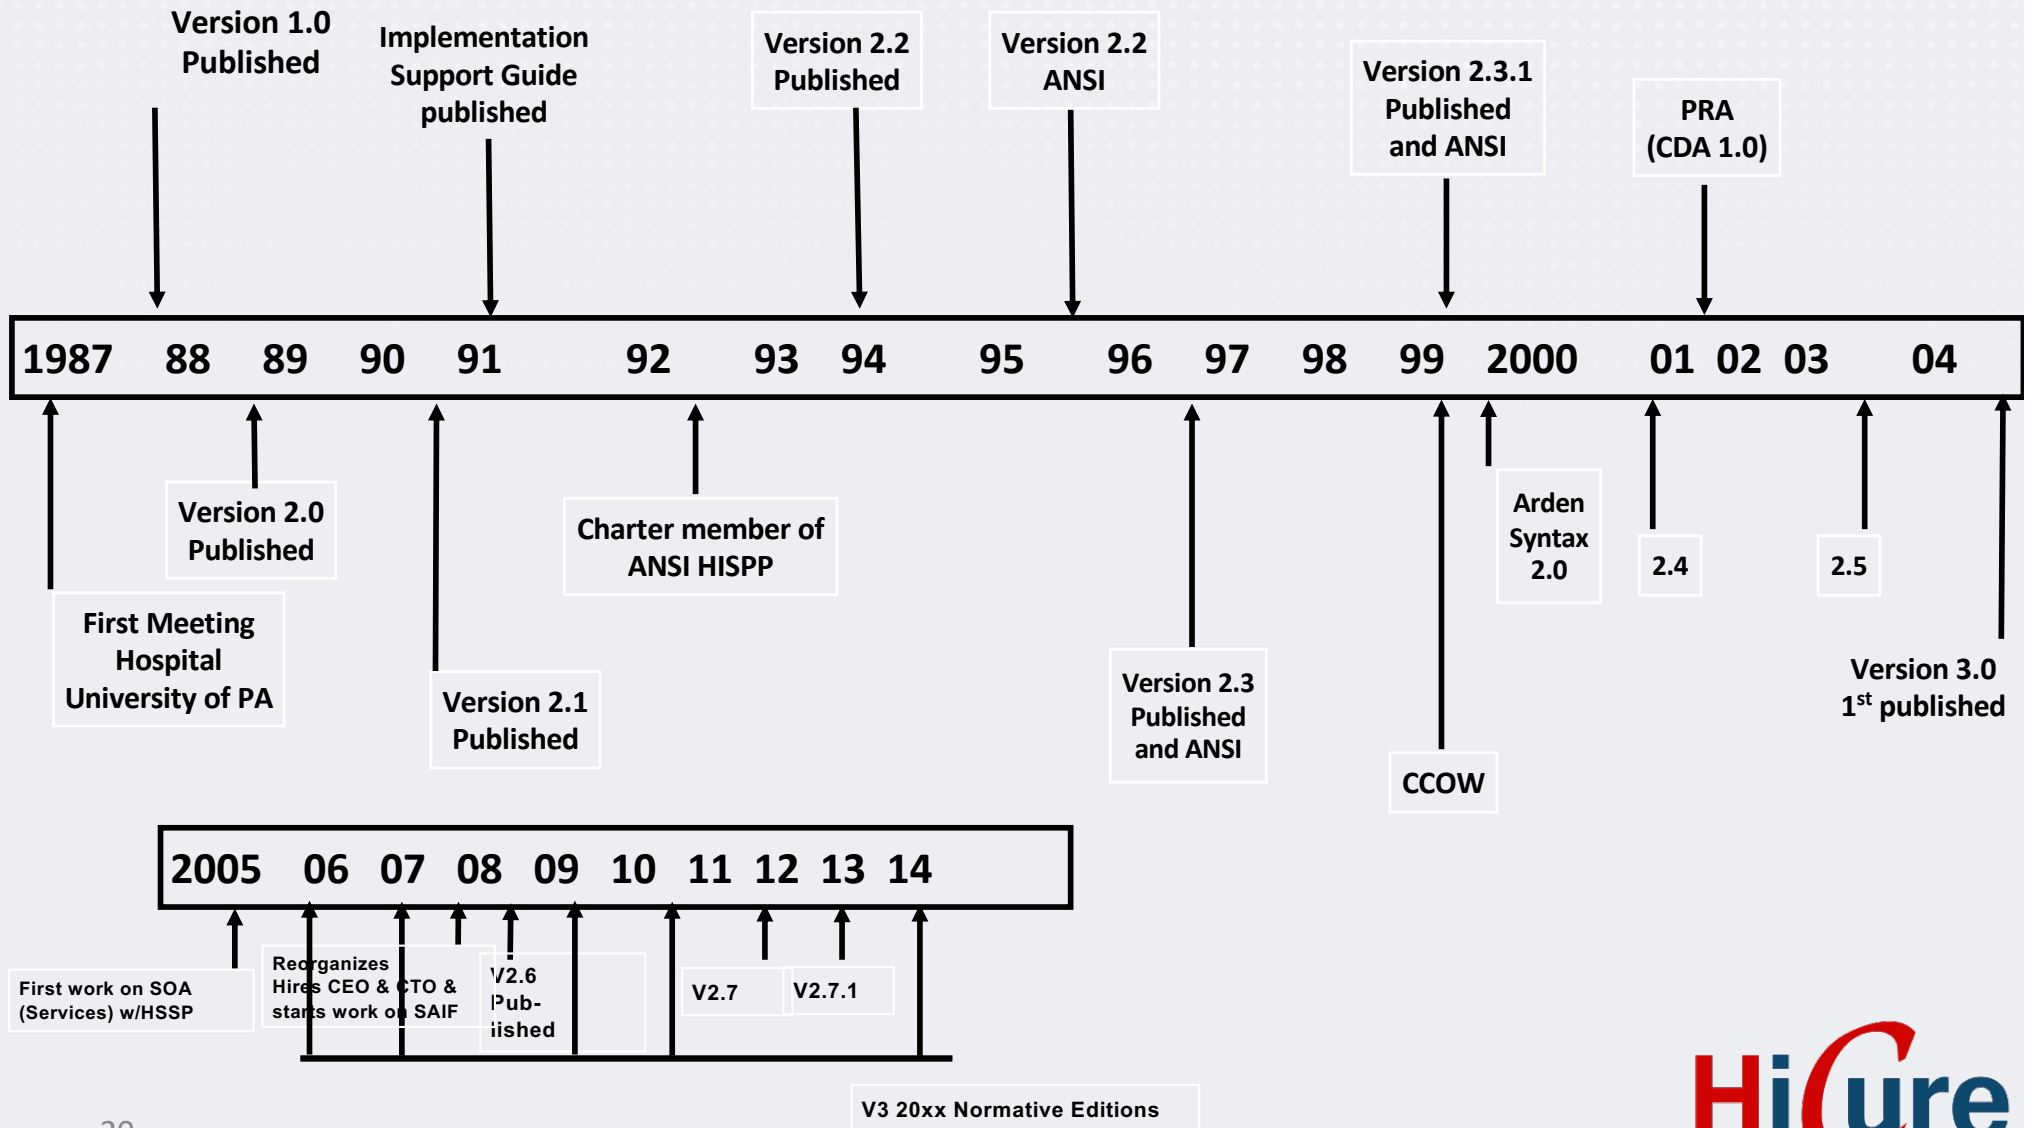 Version 1.0
Published
Implementation
Support Guide
published
Version 2.2
Published
Version 2.2
ANSI
Version 2.3.1
Published
and ANSI
PRA
(CDA 1.0)
1987 88 89 90 91 92 93 94 95 96 97 98 99 2000 01 02 03 04
Version 2.0
Published
First Meeting
Hospital
University of PA
Version 2.1
Published
Charter member of
ANSI HISPP
Version 2.3
Published
and ANSI
CCOW
Arden
Syntax
2.0
2.4
2.5
Version 3.0
1st published
2005 06 07 08 09 10 11 12 13 14
First work on SOA
(Services) w/HSSP
Reorganizes
Hires CEO & CTO &
starts work on SAIF
V2.6
Pub-
lished
V2.7
V2.7.1
V3 20xx Normative Editions
HiCure